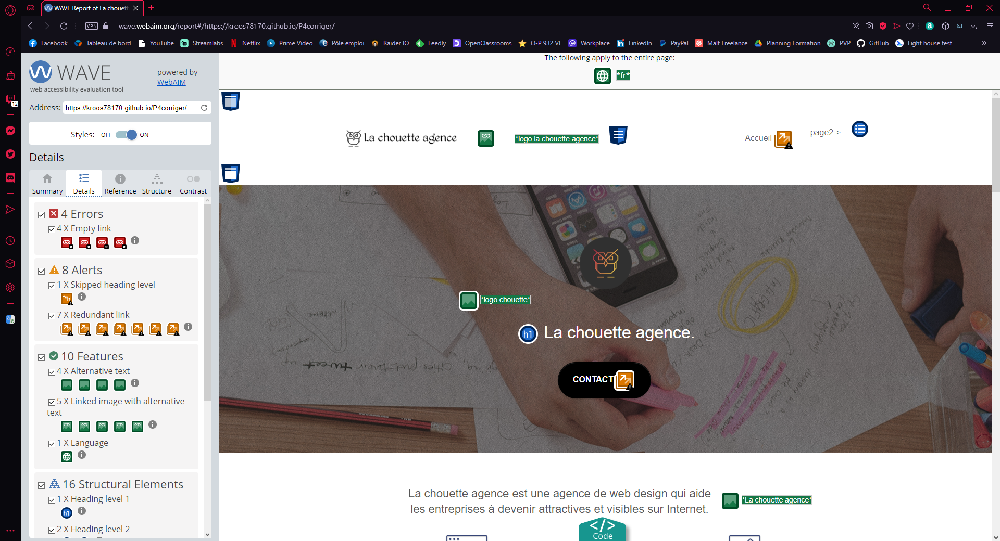 WAVE Report of La chouett
wave.webaim.org/report#/https://kroos78170.github.io/P4corriger/
VPN
Facebook
Tableau de bord
YouTube
Streamlabs
Netflix
Prime Video
Pôle emploi
Raider IO
Feedly
OpenClassrooms
O-P 932 VF
Workplace
LinkedIn
PayPal
Malt Freelance
Planning Formation
PVP
GitHub
Light house test
12
WAVE
web accessibility evaluation tool
powered by
WebAIM
Address: https://kroos78170.github.io/P4corriger/
Styles: OFF ON
Details
Summary Details Reference Structure Contrast
4 Errors
4 X Empty link
8 Alerts
1 X Skipped heading level
7 X Redundant link
10 Features
4 X Alternative text
5 X Linked image with alternative
text
1 X Language
16 Structural Elements
1 X Heading level 1
h1
2 X Heading level 2
The following apply to the entire page:
*fr*
La chouette agence
*logo la chouette agence*
Accueil
page2 >
*logo chouette*
h1 La chouette agence.
CONTACT
La chouette agence est une agence de web design qui aide
les entreprises à devenir attractives et visibles sur Internet.
*La chouette agence*
</>
Code